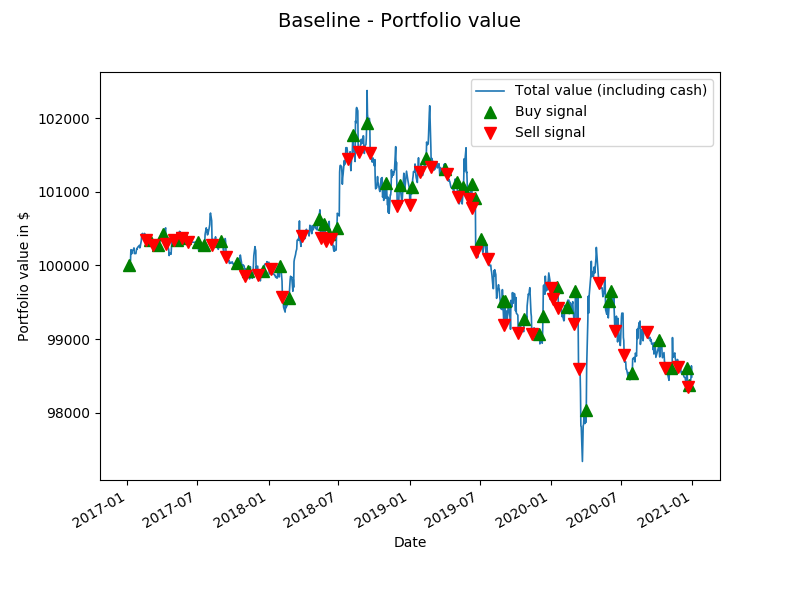 Baseline - Portfolio value
Total value (including cash)
Buy signal
Sell signal
Portfolio value in $
102000
101000
100000
99000
98000
2017-01
2017-07
2018-01
2018-07
2019-01
2019-07
2020-01
2020-07
2021-01
Date